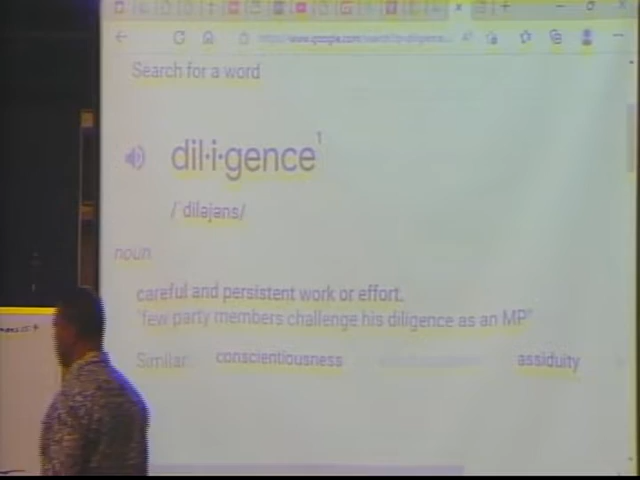 Search for a word
dil·i·gence¹
/ˈdiləjəns/
noun
careful and persistent work or effort.
"few party members challenge his diligence as an MP"
Similar: conscientiousness assiduity